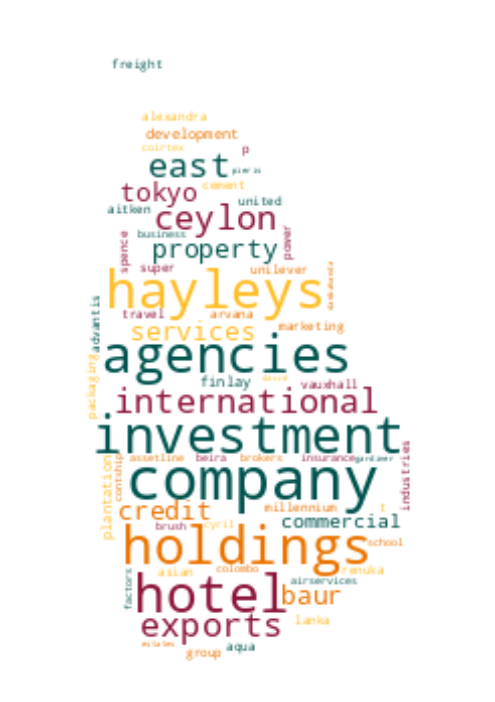 freight
alexandra
development
coirtex
p
east
pieris
tokyo
cement
aitken
united
ceylon
spence
business
power
property
super
unilever
hayleys
advantis
travel
arvana
services
marketing
agencies
packaging
finlay
david
vauxhall
international
investment
contship
assetline
beira
brokers
insurance
gardiner
industries
plantation
company
credit
millennium
t
brush
cyril
commercial
holdings
school
asian
colombo
renuka
factors
hotel
airservices
baur
exports
lanka
estates
group
aqua